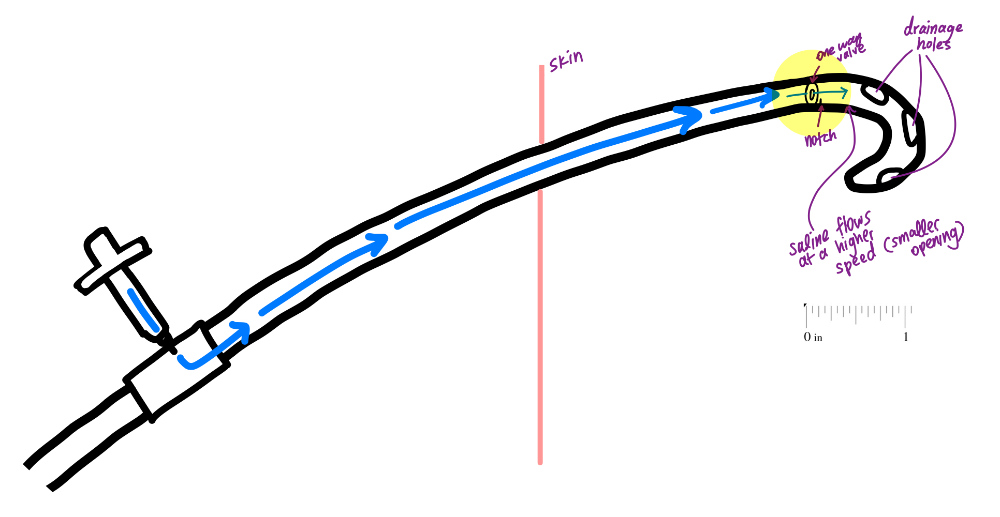 skin
one way
valve
drainage
holes
notch
saline flows
at a higher
speed
(smaller
opening)
0 in
1